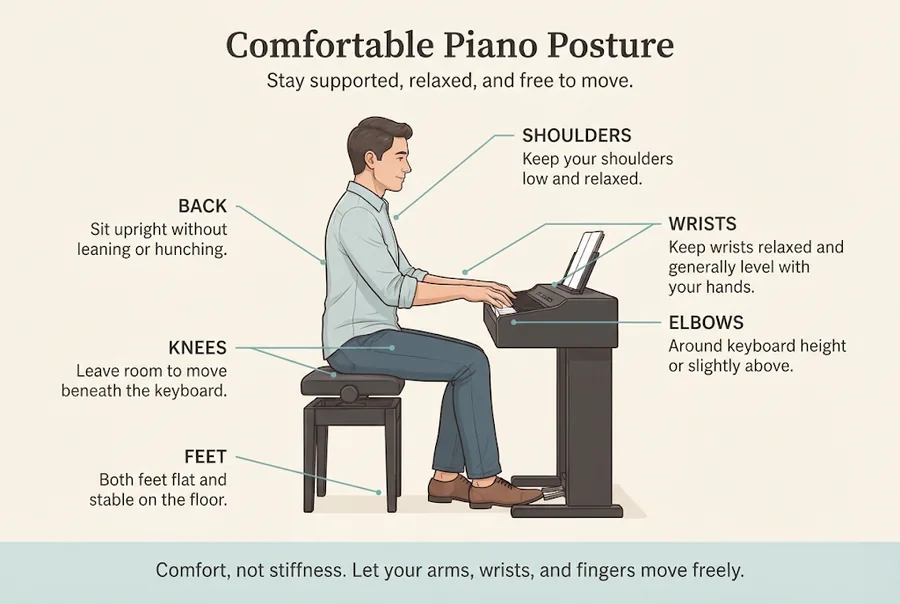 Comfortable Piano Posture
Stay supported, relaxed, and free to move.
SHOULDERS
Keep your shoulders
low and relaxed.
BACK
Sit upright without
leaning or hunching.
WRISTS
Keep wrists relaxed and
generally level with
your hands.
ELBOWS
Around keyboard height
or slightly above.
KNEES
Leave room to move
beneath the keyboard.
FEET
Both feet flat and
stable on the floor.
Comfort, not stiffness. Let your arms, wrists, and fingers move freely.